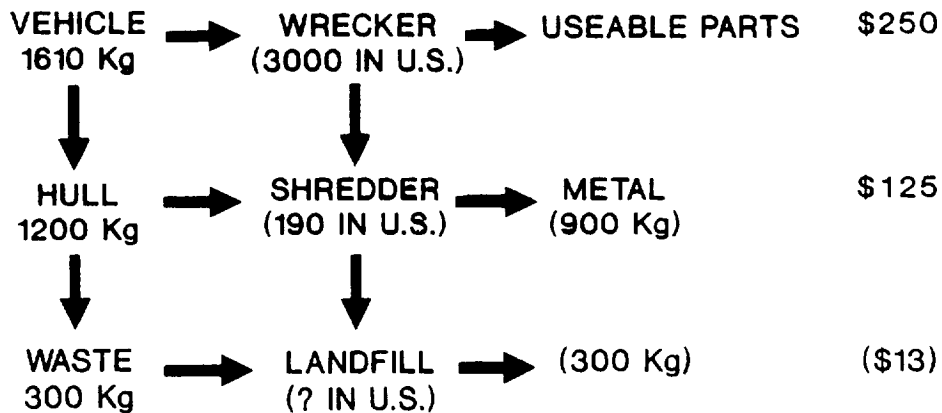 VEHICLE
1610 Kg
WRECKER
(3000 IN U.S.)
USEABLE PARTS
$250
HULL
1200 Kg
SHREDDER
(190 IN U.S.)
METAL
(900 Kg)
$125
WASTE
300 Kg
LANDFILL
(? IN U.S.)
(300 Kg)
($13)